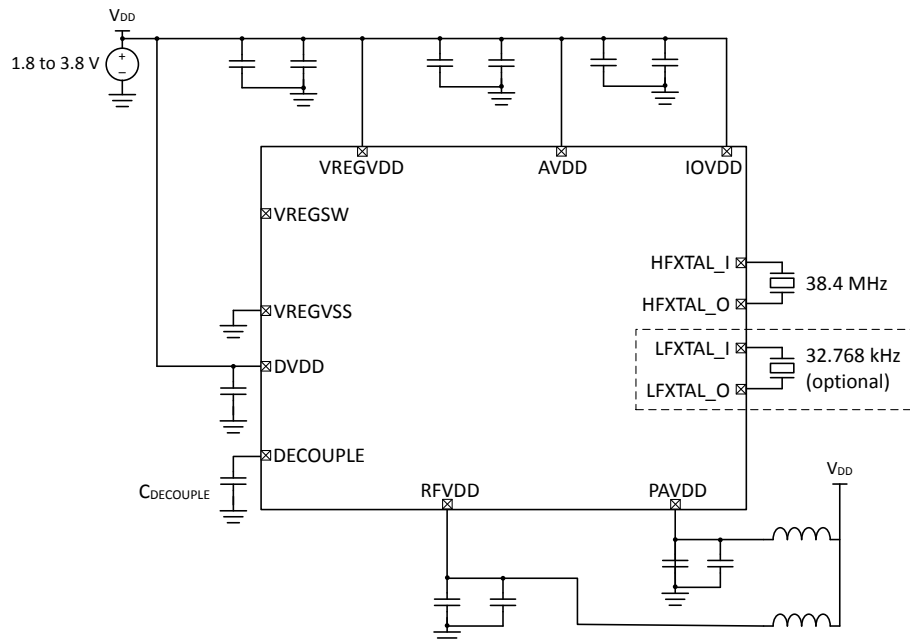 VDD
1.8 to 3.8 V
+
–
VREGVDD
AVDD
IOVDD
VREGSW
HFXTAL_I
38.4 MHz
HFXTAL_O
VREGVSS
LFXTAL_I
32.768 kHz
(optional)
DVDD
LFXTAL_O
DECOUPLE
CDECOUPLE
RFVDD
PAVDD
VDD